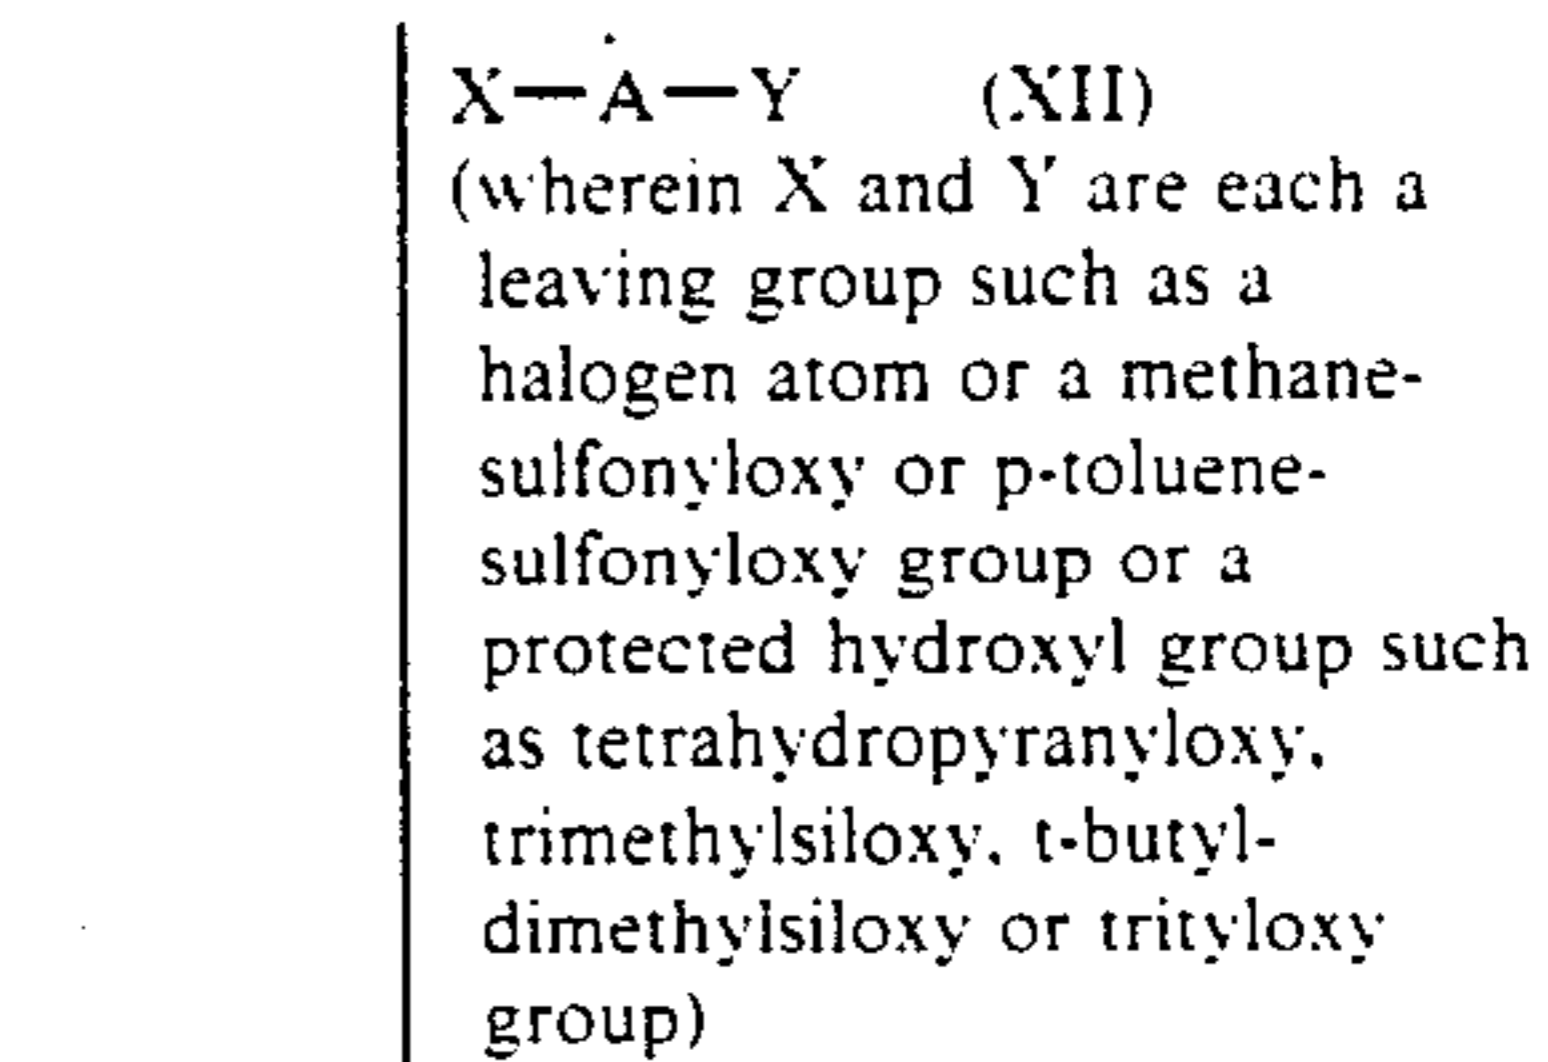 X—A—Y (XII)
(wherein X and Y are each a
leaving group such as a
halogen atom or a methane-
sulfonyloxy or p-toluene-
sulfonyloxy group or a
protected hydroxyl group such
as tetrahydropyranyloxy,
trimethylsiloxy, t-butyl-
dimethylsiloxy or trityloxy
group)